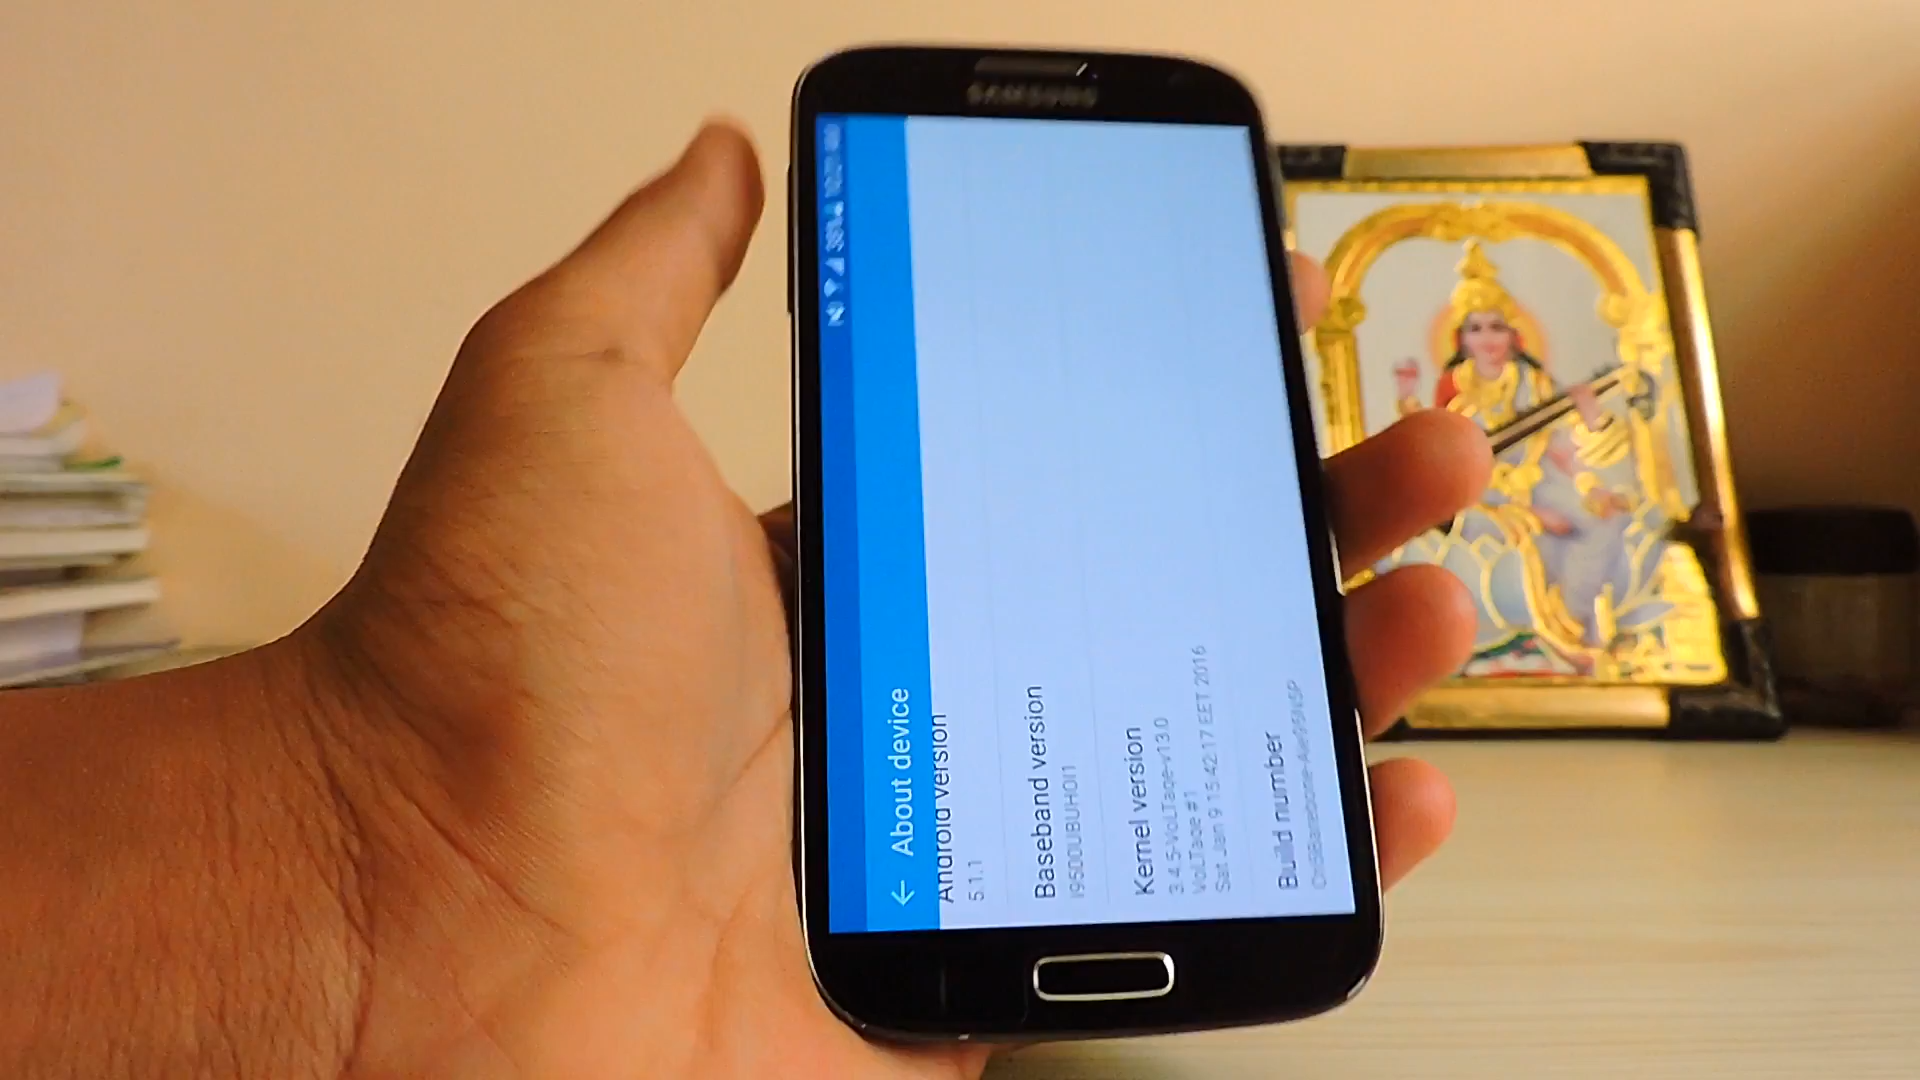 SAMSUNG
About device
Android version
5.1.1
Baseband version
I9500UBUHOI1
Kernel version
3.4.5-VoLTage-v13.0
VoLTage #1
Sat Jan 9 15:42:17 EET 2016
Build number